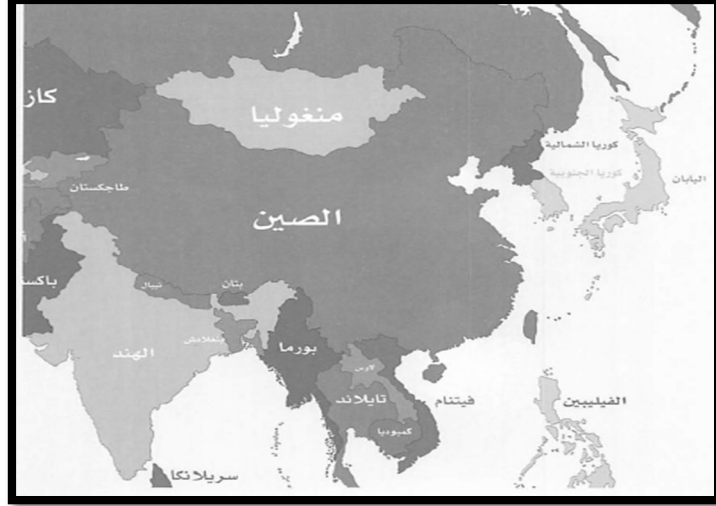 كاز
منغوليا
كوريا الشمالية
كوريا الجنوبية
اليابان
طاجكستان
الصين
باكست
نيبال
بتان
الهند
بنغلادش
بورما
لاوس
تايلاند
فيتنام
الفيليبين
كمبوديا
سريلانكا